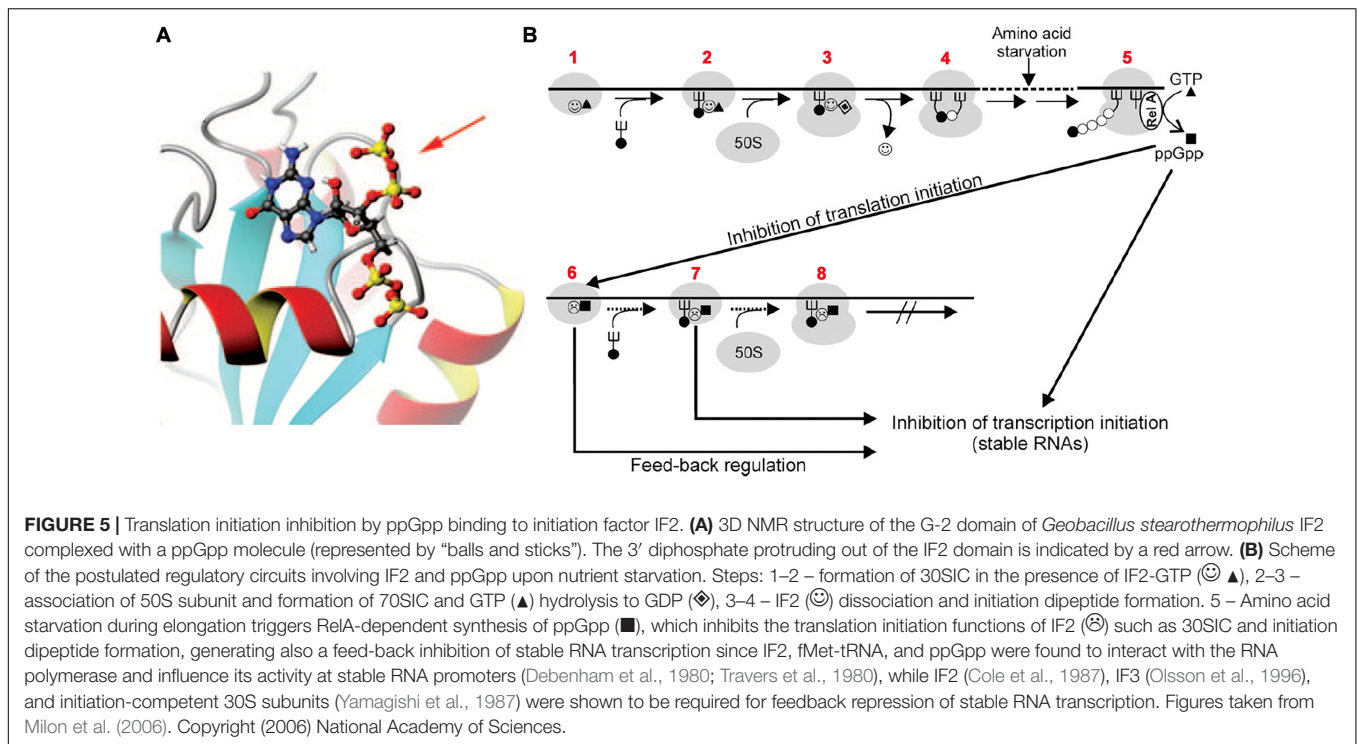 A
B
Amino acid
starvation
1
2
3
4
5
GTP
Rel A
50S
ppGpp
Inhibition of translation initiation
6
7
8
50S
Inhibition of transcription initiation
(stable RNAs)
Feed-back regulation
FIGURE 5 | Translation initiation inhibition by ppGpp binding to initiation factor IF2. (A) 3D NMR structure of the G-2 domain of Geobacillus stearothermophilus IF2
complexed with a ppGpp molecule (represented by “balls and sticks”). The 3′ diphosphate protruding out of the IF2 domain is indicated by a red arrow. (B) Scheme
of the postulated regulatory circuits involving IF2 and ppGpp upon nutrient starvation. Steps: 1–2 – formation of 30SIC in the presence of IF2-GTP (☺ ▲), 2–3 –
association of 50S subunit and formation of 70SIC and GTP (▲) hydrolysis to GDP (◈), 3–4 – IF2 (☺) dissociation and initiation dipeptide formation. 5 – Amino acid
starvation during elongation triggers RelA-dependent synthesis of ppGpp (■), which inhibits the translation initiation functions of IF2 (☹) such as 30SIC and initiation
dipeptide formation, generating also a feed-back inhibition of stable RNA transcription since IF2, fMet-tRNA, and ppGpp were found to interact with the RNA
polymerase and influence its activity at stable RNA promoters (Debenham et al., 1980; Travers et al., 1980), while IF2 (Cole et al., 1987), IF3 (Olsson et al., 1996),
and initiation-competent 30S subunits (Yamagishi et al., 1987) were shown to be required for feedback repression of stable RNA transcription. Figures taken from
Milon et al. (2006). Copyright (2006) National Academy of Sciences.